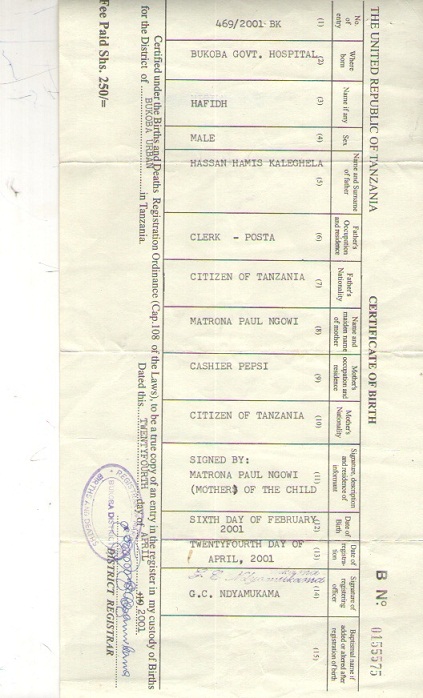 THE UNITED REPUBLIC OF TANZANIA
CERTIFICATE OF BIRTH
B Nº 0155575
No. of entry
(1)
469/2001 BK
Where born
(2)
BUKOBA GOVT. HOSPITAL
Name if any
(3)
HAFIDH
Sex
(4)
MALE
Name and Surname of father
(5)
HASSAN HAMIS KALEGHELA
Father's Occupation and residence
(6)
CLERK - POSTA
Father's Nationality
(7)
CITIZEN OF TANZANIA
Name and maiden name of mother
(8)
MATRONA PAUL NGOWI
Mother's occupation and residence
(9)
CASHIER PEPSI
Mother's Nationality
(10)
CITIZEN OF TANZANIA
Signature, description and residence of informant
(11)
SIGNED BY:
MATRONA PAUL NGOWI
(MOTHER) OF THE CHILD
Date of Birth
(12)
SIXTH DAY OF FEBRUARY
2001
Date of registration
(13)
TWENTYFOURTH DAY OF
APRIL, 2001
Signature of registering officer
(14)
G.C. NDYAMUKAMA
Baptismal name if added or altered after registration of birth
(15)
Certified under the Births and Deaths Registration Ordinance (Cap.108 of the Laws), to be a true copy of an entry in the register in my custody of Births
for the District of BUKOBA URBAN in Tanzania. Dated this TWENTYFOURTH day of APRIL 2001
Fee Paid Shs. 250/=
DISTRICT REGISTRAR